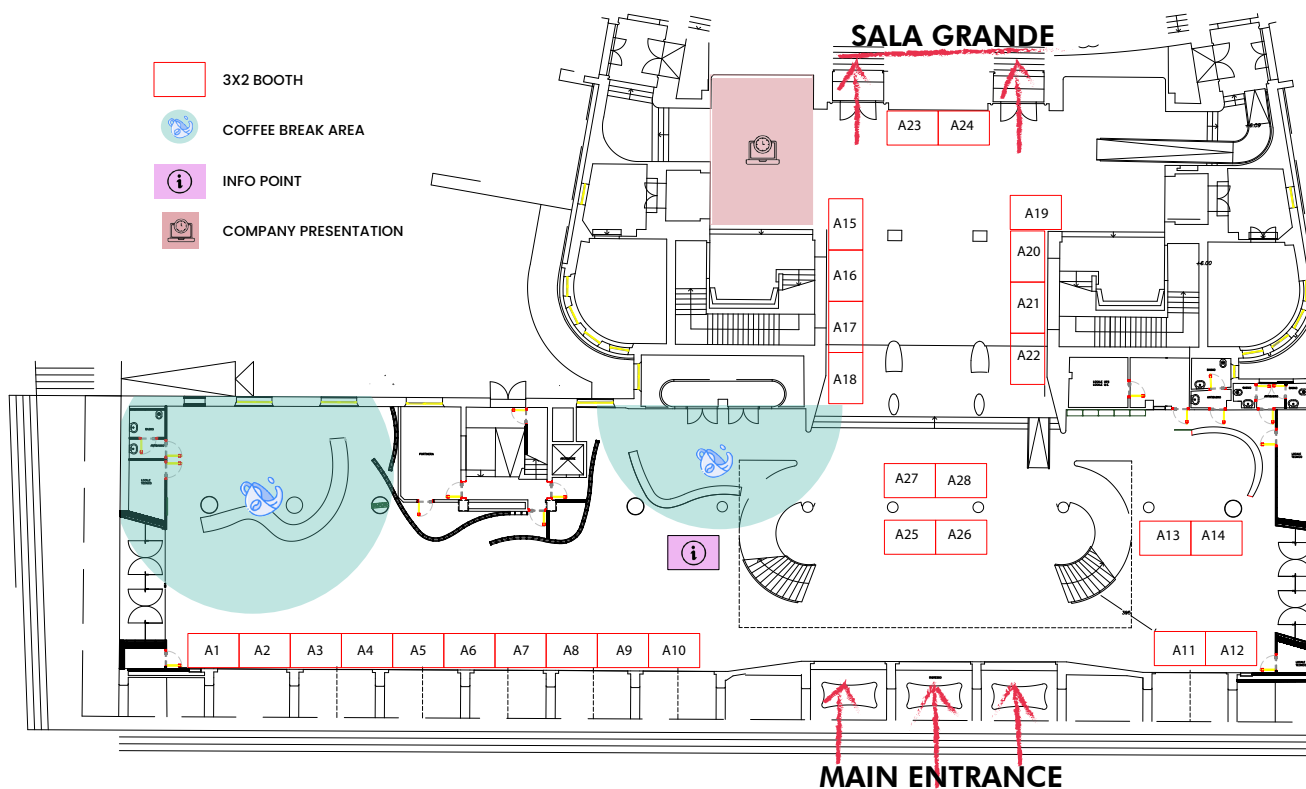 SALA GRANDE
3X2 BOOTH
COFFEE BREAK AREA
INFO POINT
COMPANY PRESENTATION
A23 A24
A15
A16
A17
A18
A19
A20
A21
A22
A27 A28
A25 A26
A13 A14
A1 A2 A3 A4 A5 A6 A7 A8 A9 A10
A11 A12
MAIN ENTRANCE